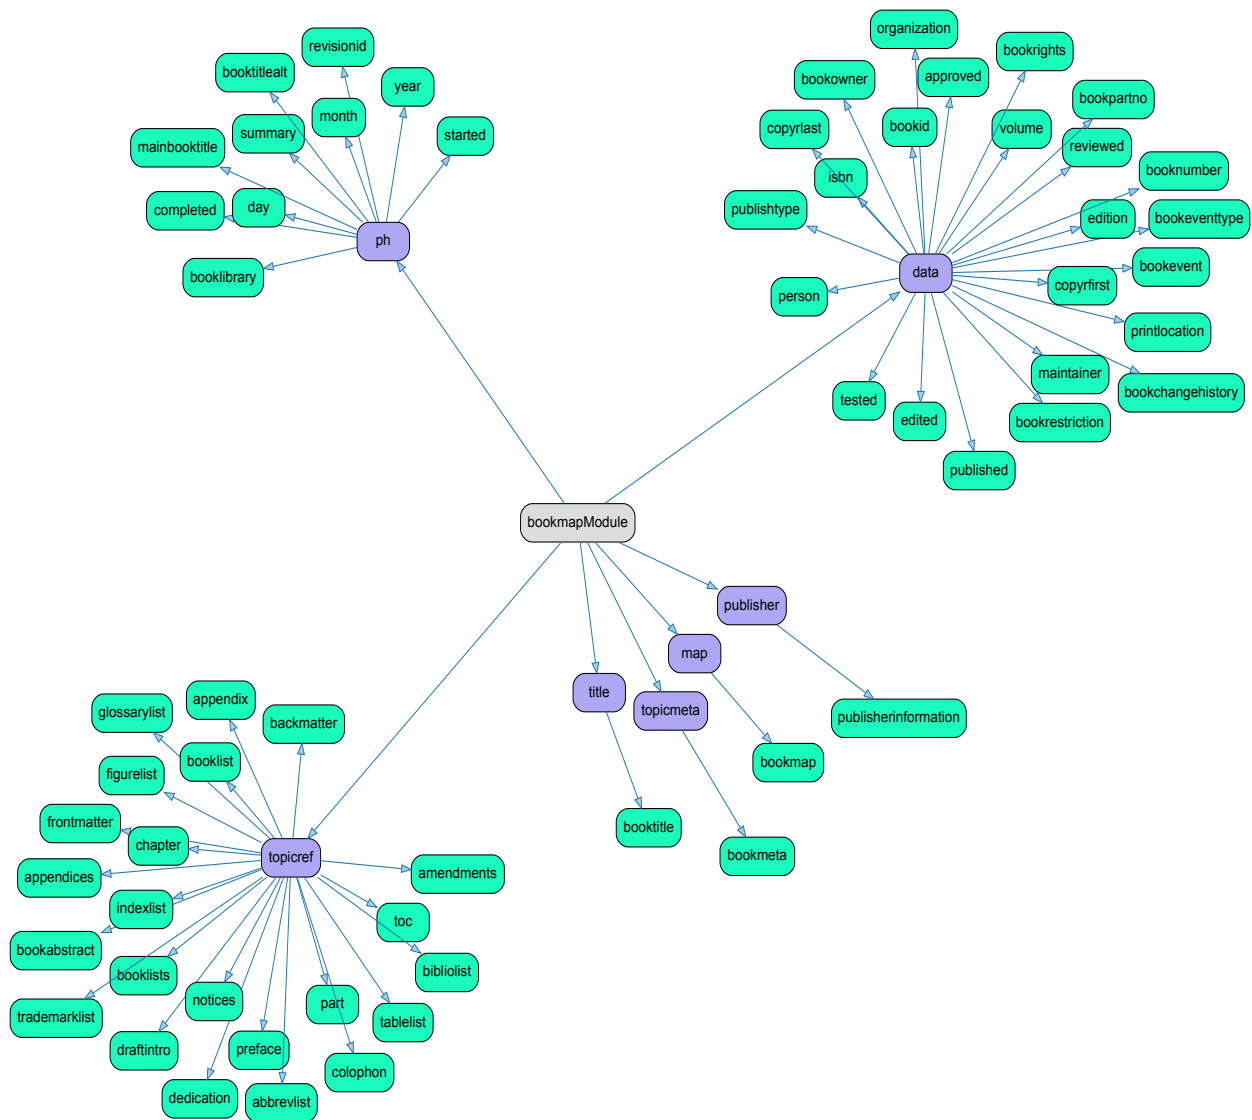 organization
revisionid
bookrights
booktitlealt
year
bookowner
approved
bookpartno
month
started
summary
copyrlast
bookid
volume
mainbooktitle
reviewed
isbn
booknumber
completed
day
publishtype
edition
bookeventtype
ph
booklibrary
data
bookevent
person
copyrfirst
printlocation
maintainer
bookchangehistory
tested
edited
bookrestriction
published
bookmapModule
publisher
map
title
topicmeta
publisherinformation
appendix
glossarylist
backmatter
booklist
figurelist
bookmap
frontmatter
chapter
booktitle
topicref
bookmeta
appendices
amendments
indexlist
toc
bookabstract
booklists
bibliolist
notices
part
trademarklist
tablelist
draftintro
preface
colophon
dedication
abbrevlist